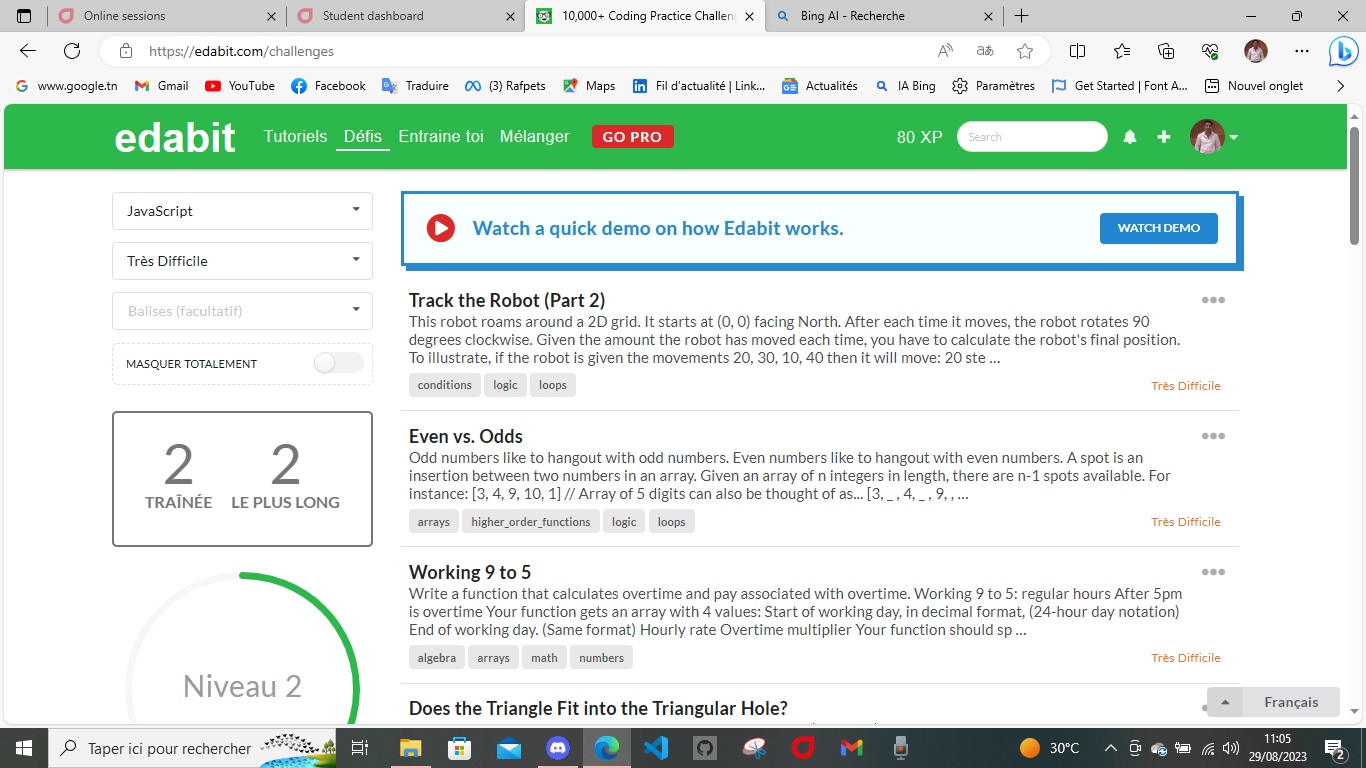 Online sessions
Student dashboard
10,000+ Coding Practice Challen
Bing AI - Recherche
https://edabit.com/challenges
www.google.tn
Gmail
YouTube
Facebook
Traduire
(3) Rafpets
Maps
Fil d'actualité | Link...
Actualités
IA Bing
Paramètres
Get Started | Font A...
Nouvel onglet
edabit
Tutoriels
Défis
Entraine toi
Mélanger
GO PRO
80 XP
Search
JavaScript
Très Difficile
Balises (facultatif)
MASQUER TOTALEMENT
2
TRAÎNÉE
2
LE PLUS LONG
Niveau 2
Watch a quick demo on how Edabit works.
WATCH DEMO
Track the Robot (Part 2)
This robot roams around a 2D grid. It starts at (0, 0) facing North. After each time it moves, the robot rotates 90
degrees clockwise. Given the amount the robot has moved each time, you have to calculate the robot's final position.
To illustrate, if the robot is given the movements 20, 30, 10, 40 then it will move: 20 ste ...
conditions
logic
loops
Très Difficile
Even vs. Odds
Odd numbers like to hangout with odd numbers. Even numbers like to hangout with even numbers. A spot is an
insertion between two numbers in an array. Given an array of n integers in length, there are n-1 spots available. For
instance: [3, 4, 9, 10, 1] // Array of 5 digits can also be thought of as... [3, _ , 4, _ , 9, , ...
arrays
higher_order_functions
logic
loops
Très Difficile
Working 9 to 5
Write a function that calculates overtime and pay associated with overtime. Working 9 to 5: regular hours After 5pm
is overtime Your function gets an array with 4 values: Start of working day, in decimal format, (24-hour day notation)
End of working day. (Same format) Hourly rate Overtime multiplier Your function should sp ...
algebra
arrays
math
numbers
Très Difficile
Does the Triangle Fit into the Triangular Hole?
Français
Taper ici pour rechercher
30°C
11:05
29/08/2023
2